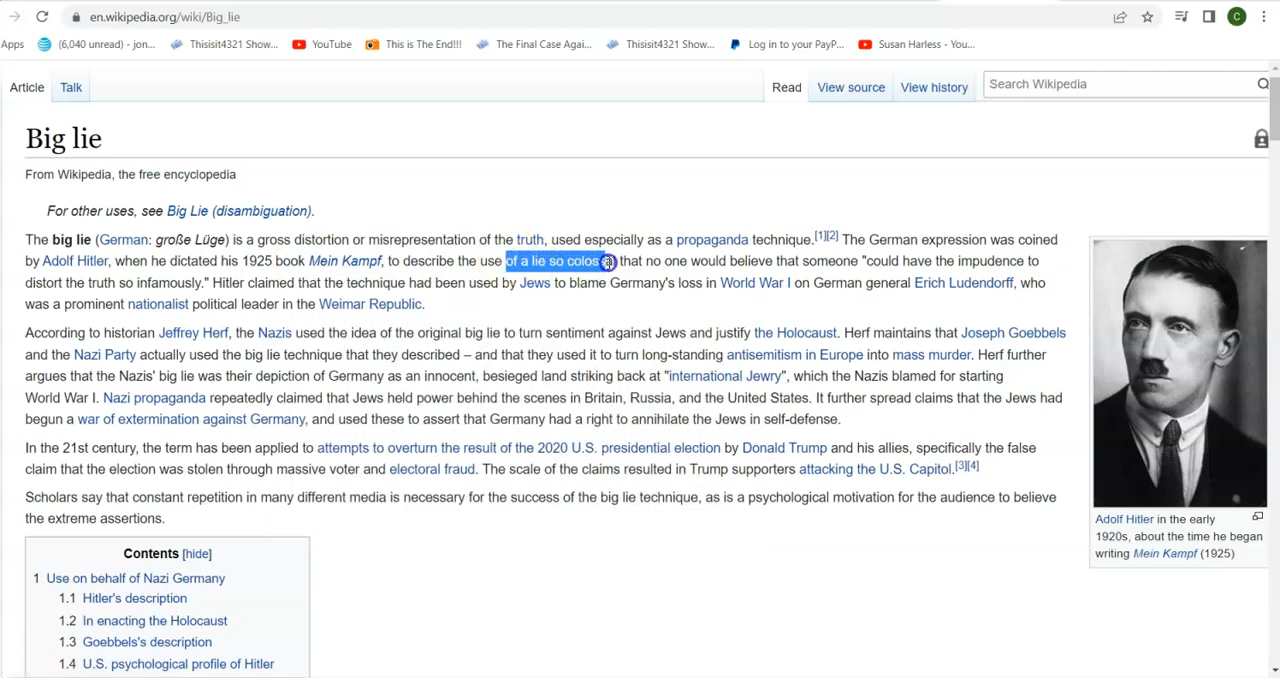 en.wikipedia.org/wiki/Big_lie
C
Apps (6,040 unread) - jon... Thisisit4321 Show... YouTube This is The End!!! The Final Case Agai... Thisisit4321 Show... Log in to your PayP... Susan Harless - You...
Article Talk Read View source View history Search Wikipedia
Big lie
From Wikipedia, the free encyclopedia
For other uses, see Big Lie (disambiguation).
The big lie (German: große Lüge) is a gross distortion or misrepresentation of the truth, used especially as a propaganda technique.[1][2] The German expression was coined
by Adolf Hitler, when he dictated his 1925 book Mein Kampf, to describe the use of a lie so colossal that no one would believe that someone "could have the impudence to
distort the truth so infamously." Hitler claimed that the technique had been used by Jews to blame Germany's loss in World War I on German general Erich Ludendorff, who
was a prominent nationalist political leader in the Weimar Republic.
According to historian Jeffrey Herf, the Nazis used the idea of the original big lie to turn sentiment against Jews and justify the Holocaust. Herf maintains that Joseph Goebbels
and the Nazi Party actually used the big lie technique that they described – and that they used it to turn long-standing antisemitism in Europe into mass murder. Herf further
argues that the Nazis' big lie was their depiction of Germany as an innocent, besieged land striking back at "international Jewry", which the Nazis blamed for starting
World War I. Nazi propaganda repeatedly claimed that Jews held power behind the scenes in Britain, Russia, and the United States. It further spread claims that the Jews had
begun a war of extermination against Germany, and used these to assert that Germany had a right to annihilate the Jews in self-defense.
In the 21st century, the term has been applied to attempts to overturn the result of the 2020 U.S. presidential election by Donald Trump and his allies, specifically the false
claim that the election was stolen through massive voter and electoral fraud. The scale of the claims resulted in Trump supporters attacking the U.S. Capitol.[3][4]
Scholars say that constant repetition in many different media is necessary for the success of the big lie technique, as is a psychological motivation for the audience to believe
the extreme assertions.
Adolf Hitler in the early
1920s, about the time he began
writing Mein Kampf (1925)
Contents [hide]
1 Use on behalf of Nazi Germany
1.1 Hitler's description
1.2 In enacting the Holocaust
1.3 Goebbels's description
1.4 U.S. psychological profile of Hitler